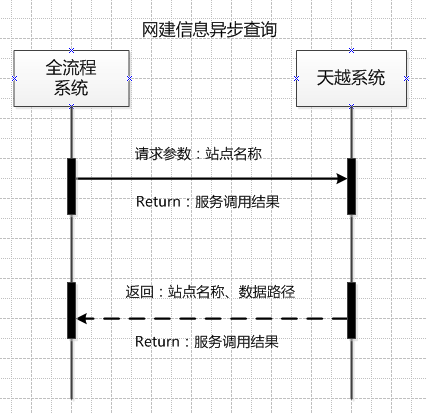 网建信息异步查询
全流程
系统
天越系统
请求参数：站点名称
Return：服务调用结果
返回：站点名称、数据路径
Return：服务调用结果